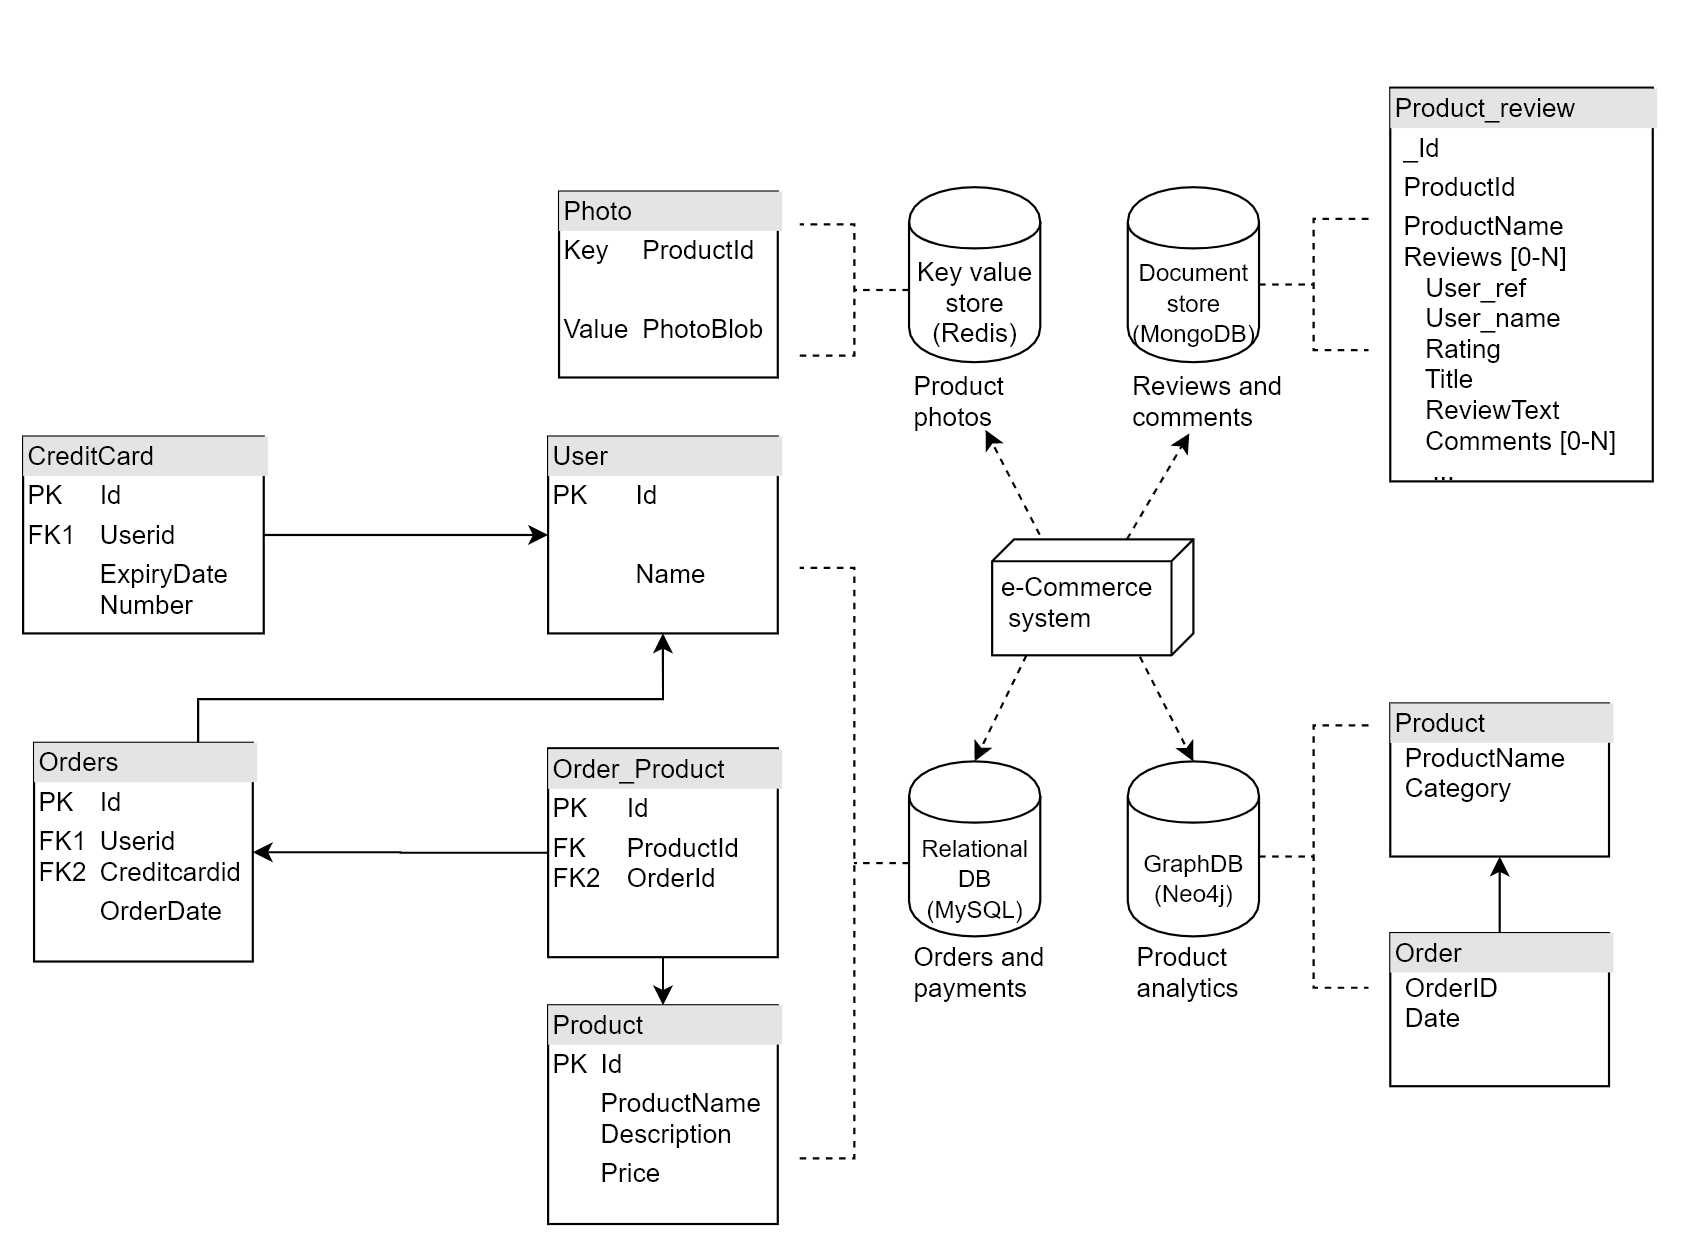 Product_review
_Id
ProductId
ProductName
Reviews [0-N]
User_ref
User_name
Rating
Title
ReviewText
Comments [0-N]
...
Photo
Key ProductId
Value PhotoBlob
Key value
store
(Redis)
Product
photos
Document
store
(MongoDB)
Reviews and
comments
CreditCard
PK Id
FK1 Userid
ExpiryDate
Number
User
PK Id
Name
e-Commerce
system
Orders
PK Id
FK1 Userid
FK2 Creditcardid
OrderDate
Order_Product
PK Id
FK ProductId
FK2 OrderId
Product
PK Id
ProductName
Description
Price
Relational
DB
(MySQL)
Orders and
payments
GraphDB
(Neo4j)
Product
analytics
Product
ProductName
Category
Order
OrderID
Date